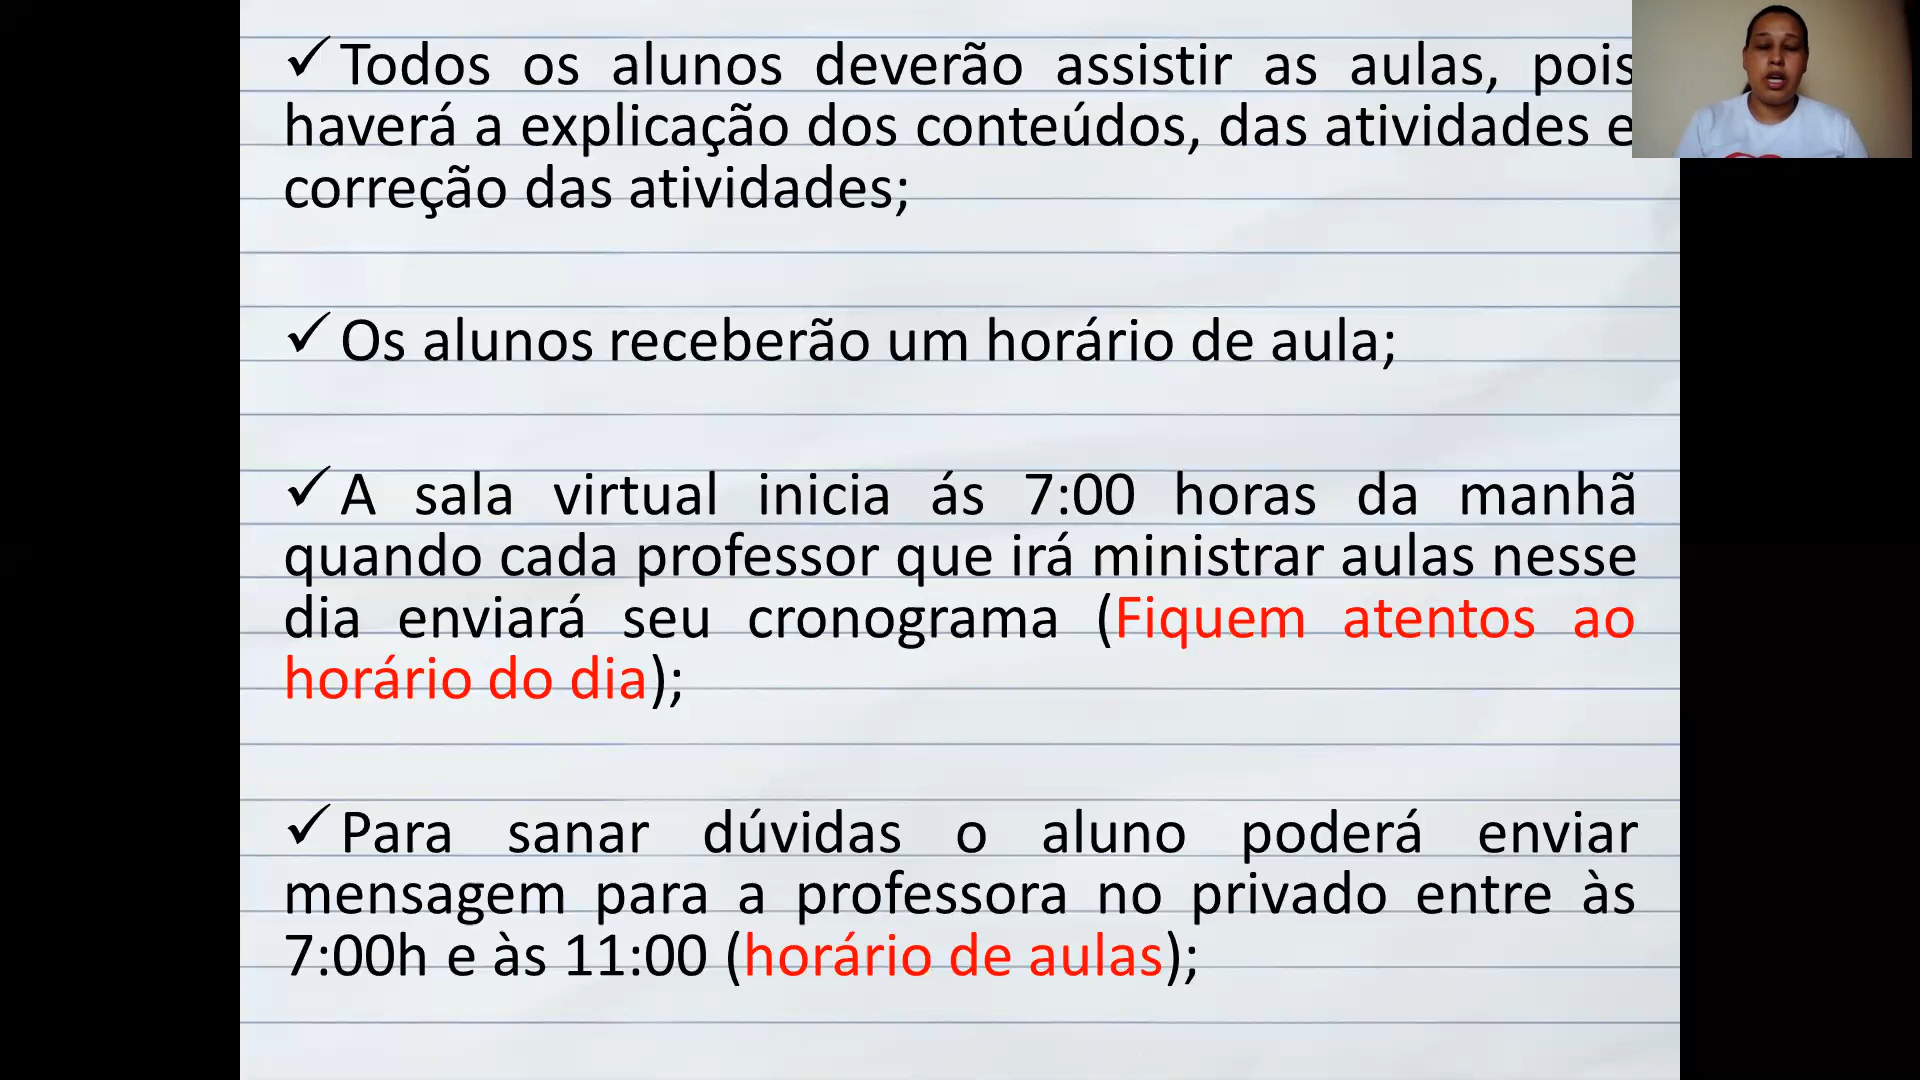 ✓Todos os alunos deverão assistir as aulas, pois
haverá a explicação dos conteúdos, das atividades e
correção das atividades;
✓Os alunos receberão um horário de aula;
✓A sala virtual inicia ás 7:00 horas da manhã
quando cada professor que irá ministrar aulas nesse
dia enviará seu cronograma (Fiquem atentos ao
horário do dia);
✓Para sanar dúvidas o aluno poderá enviar
mensagem para a professora no privado entre às
7:00h e às 11:00 (horário de aulas);